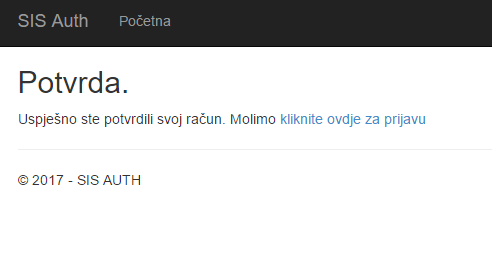 SIS Auth Početna
Potvrda.
Uspješno ste potvrdili svoj račun. Molimo kliknite ovdje za prijavu
© 2017 - SIS AUTH